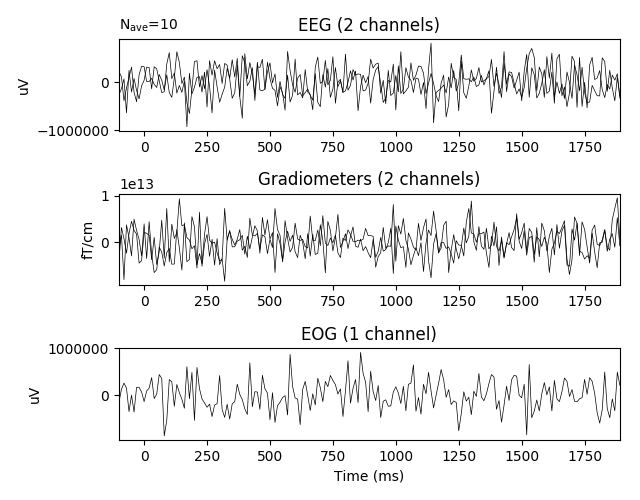 N_ave=10
EEG (2 channels)
uV
0
−1000000
0 250 500 750 1000 1250 1500 1750
1e13
Gradiometers (2 channels)
fT/cm
1
0
0 250 500 750 1000 1250 1500 1750
EOG (1 channel)
uV
1000000
0
0 250 500 750 1000 1250 1500 1750
Time (ms)